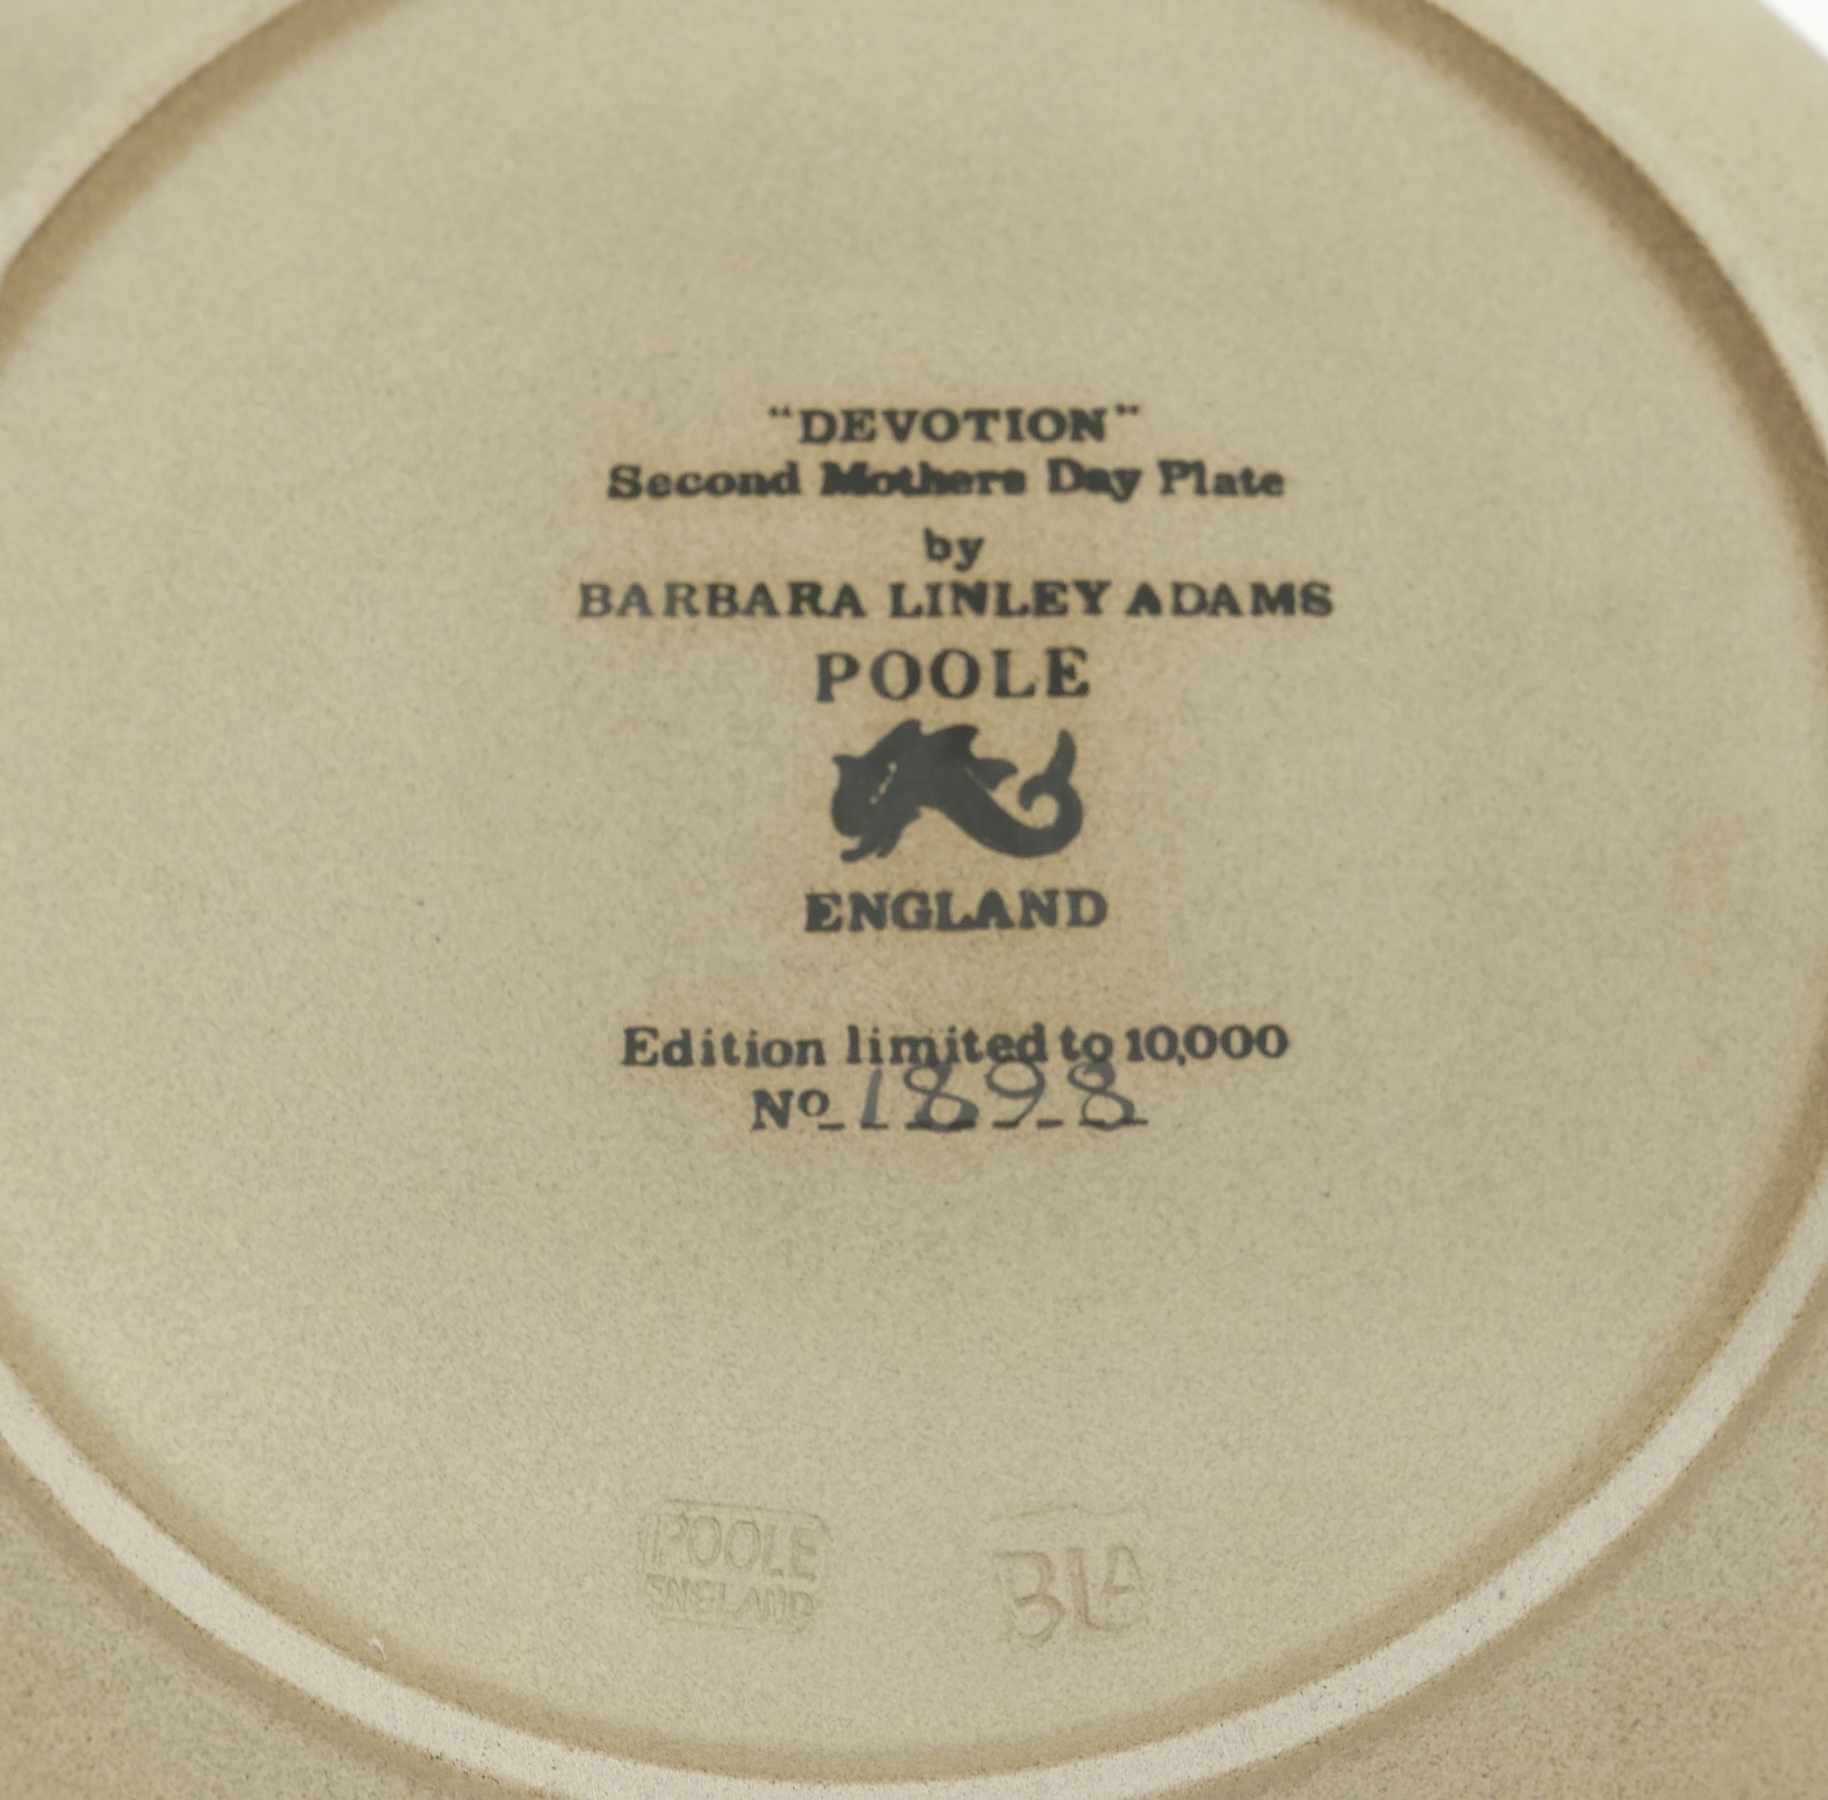 "DEVOTION"
Second Mothers Day Plate
by
BARBARA LINLEY ADAMS
POOLE
ENGLAND
Edition limited to 10,000
Nº 1898
POOLE
ENGLAND
BLA